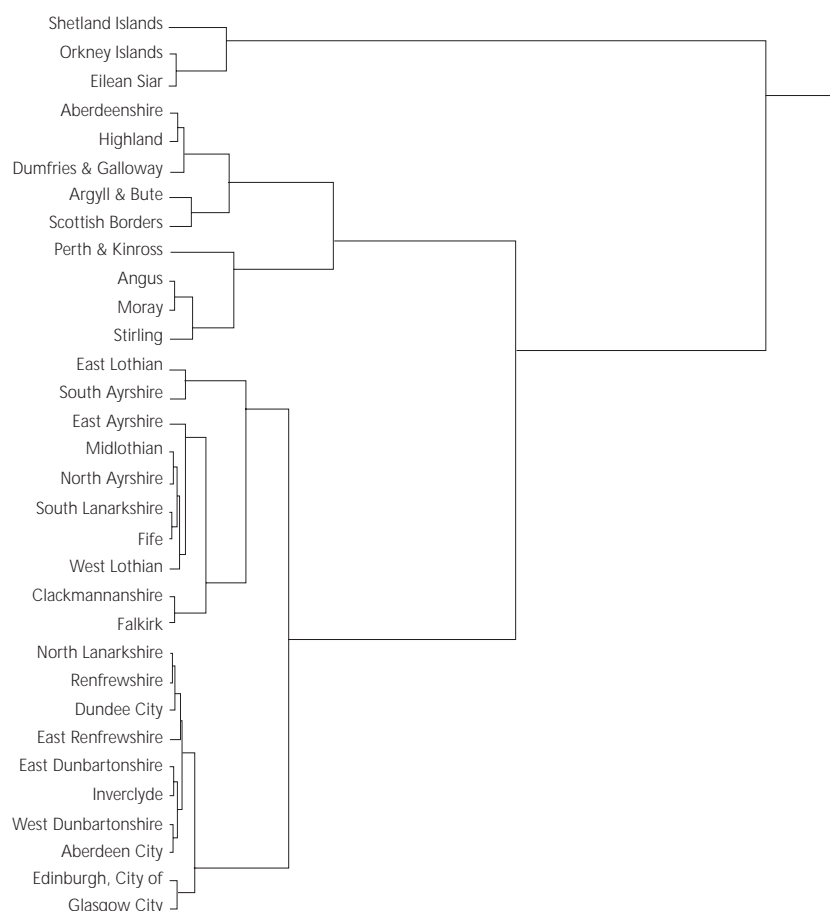 Shetland Islands
Orkney Islands
Eilean Siar
Aberdeenshire
Highland
Dumfries & Galloway
Argyll & Bute
Scottish Borders
Perth & Kinross
Angus
Moray
Stirling
East Lothian
South Ayrshire
East Ayrshire
Midlothian
North Ayrshire
South Lanarkshire
Fife
West Lothian
Clackmannanshire
Falkirk
North Lanarkshire
Renfrewshire
Dundee City
East Renfrewshire
East Dunbartonshire
Inverclyde
West Dunbartonshire
Aberdeen City
Edinburgh, City of
Glasgow City